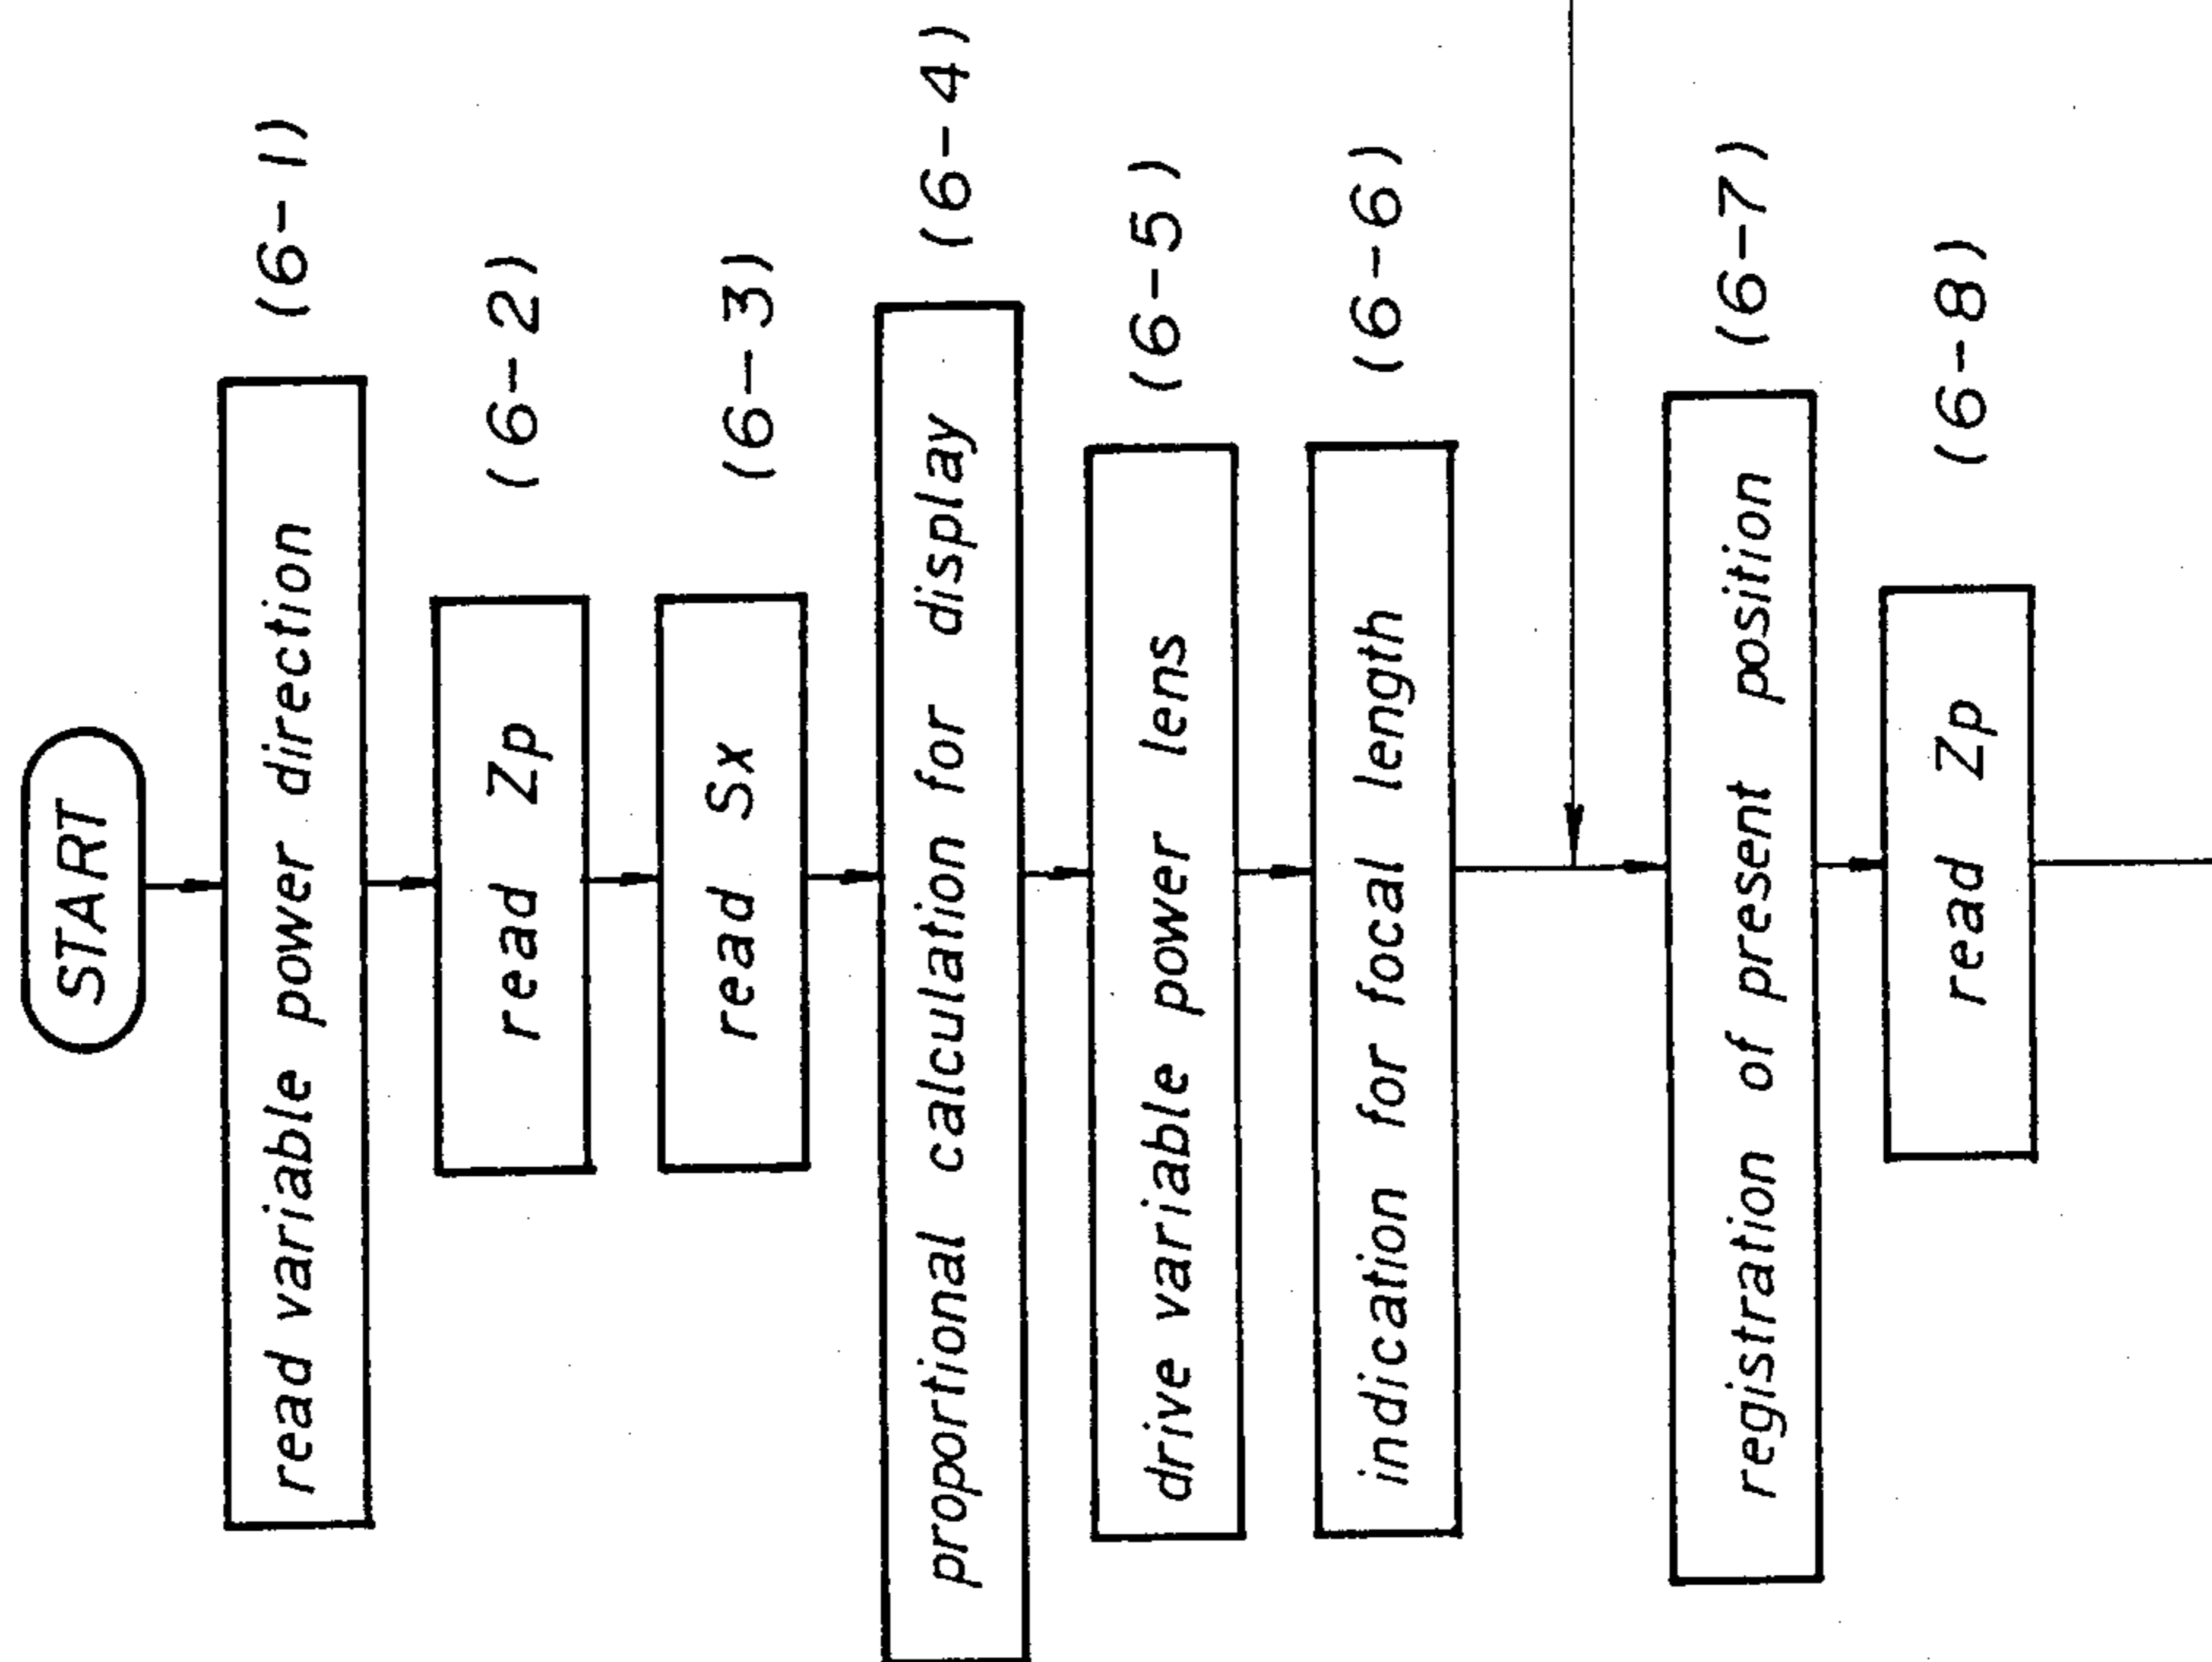 START
read variable power direction
(6-1)
read Zp
(6-2)
read Sx
(6-3)
proportional calculation for display
(6-4)
drive variable power lens
(6-5)
indication for focal length
(6-6)
registration of present position
(6-7)
read Zp
(6-8)